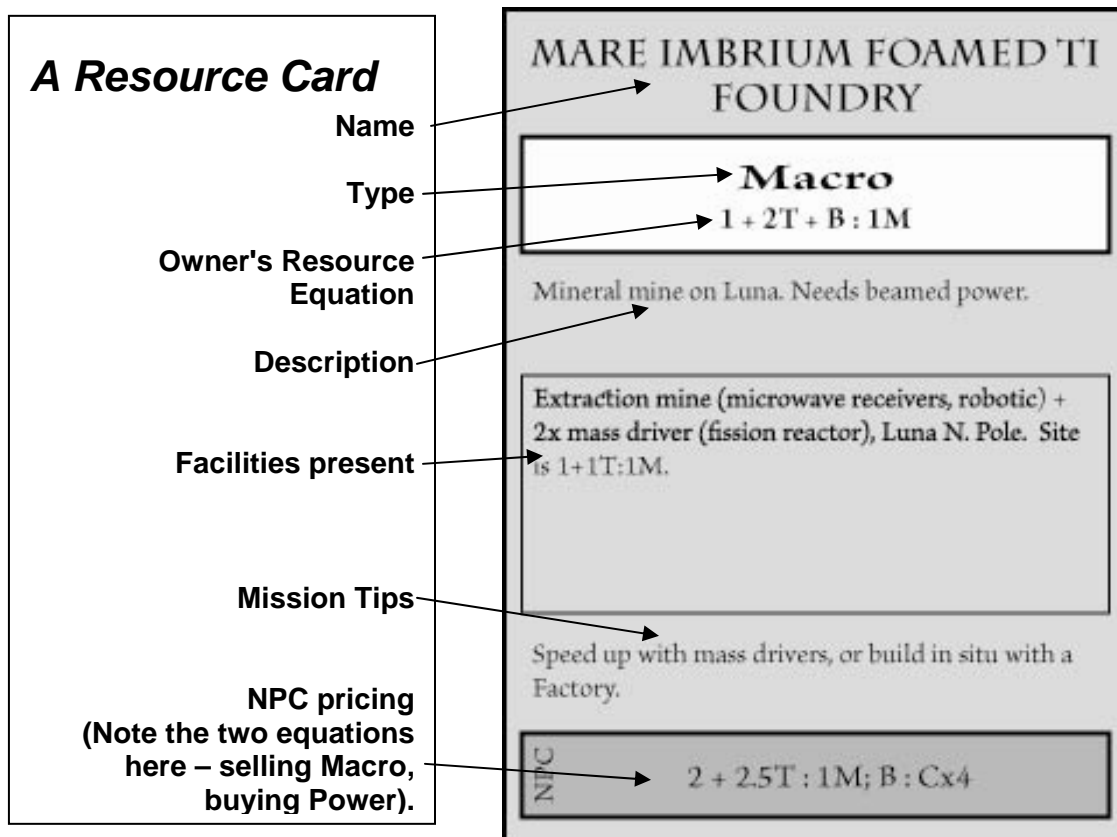 A Resource Card
Name
Type
Owner's Resource
Equation
Description
Facilities present
Mission Tips
NPC pricing
(Note the two equations
here – selling Macro,
buying Power).
MARE IMBRIUM FOAMED TI
FOUNDRY
Macro
1 + 2T + B : 1M
Mineral mine on Luna. Needs beamed power.
Extraction mine (microwave receivers, robotic) +
2x mass driver (fission reactor), Luna N. Pole. Site
is 1+1T:1M.
Speed up with mass drivers, or build in situ with a
Factory.
NPC
2 + 2.5T : 1M; B : Cx4